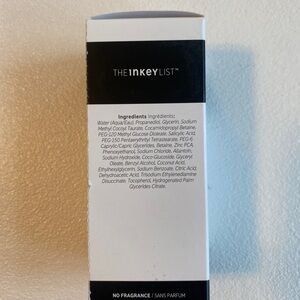 THE INKEY LIST™
Ingredients Ingrédients:
Water (Aqua/Eau), Propanediol, Glycerin, Sodium
Methyl Cocoyl Taurate, Cocamidopropyl Betaine,
PEG-120 Methyl Glucose Dioleate, Salicylic Acid,
PEG-150 Pentaerythrityl Tetrastearate, PEG-6
Caprylic/Capric Glycerides, Betaine, Zinc PCA,
Phenoxyethanol, Sodium Chloride, Allantoin,
Sodium Hydroxide, Coco-Glucoside, Glyceryl
Oleate, Benzyl Alcohol, Coconut Acid,
Ethylhexylglycerin, Sodium Benzoate, Citric Acid,
Dehydroacetic Acid, Trisodium Ethylenediamine
Disuccinate, Tocopherol, Hydrogenated Palm
Glycerides Citrate.
NO FRAGRANCE / SANS PARFUM